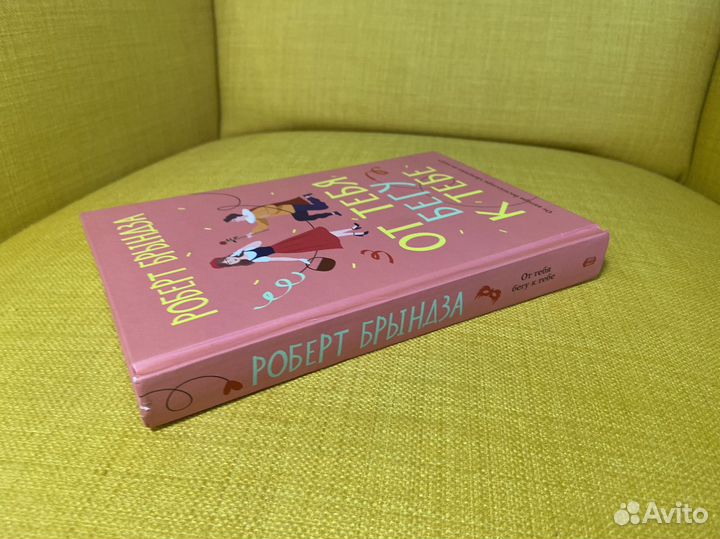 РОБЕРТ БРЫНДЗА
ОТ ТЕБЯ
БЕГУ
К ТЕБЕ
РОБЕРТ БРЫНДЗА
От тебя
бегу к тебе
Avito